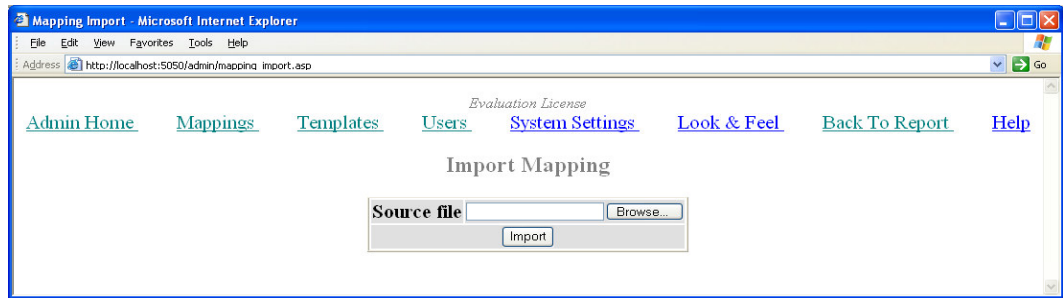 Mapping Import - Microsoft Internet Explorer
File Edit View Favorites Tools Help
Address http://localhost:5050/admin/mapping_import.asp Go
Evaluation License
Admin Home Mappings Templates Users System Settings Look & Feel Back To Report Help
Import Mapping
Source file Browse...
Import